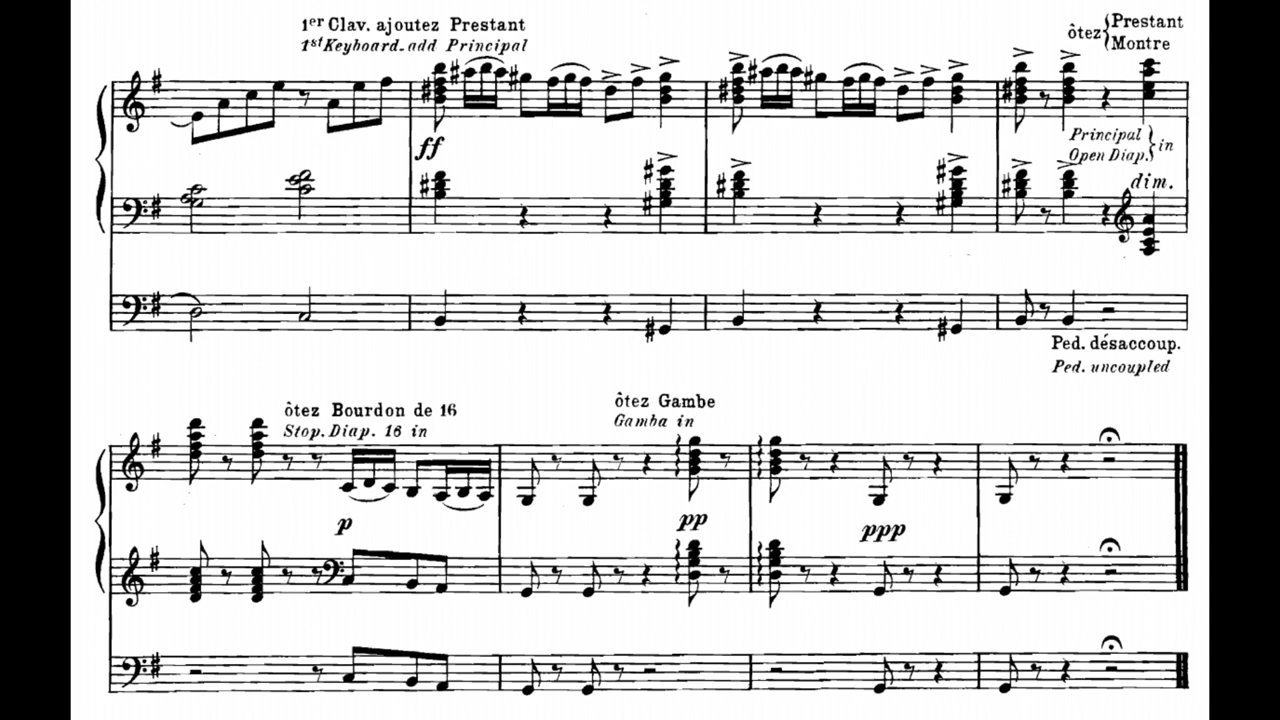 1er Clav. ajoutez Prestant
1st Keyboard-add Principal
ôtez } Prestant
Montre
ff
Principal } in
Open Diap.
dim.
Ped. désaccoup.
Ped. uncoupled
ôtez Bourdon de 16
Stop. Diap. 16 in
ôtez Gambe
Gamba in
p
pp
ppp